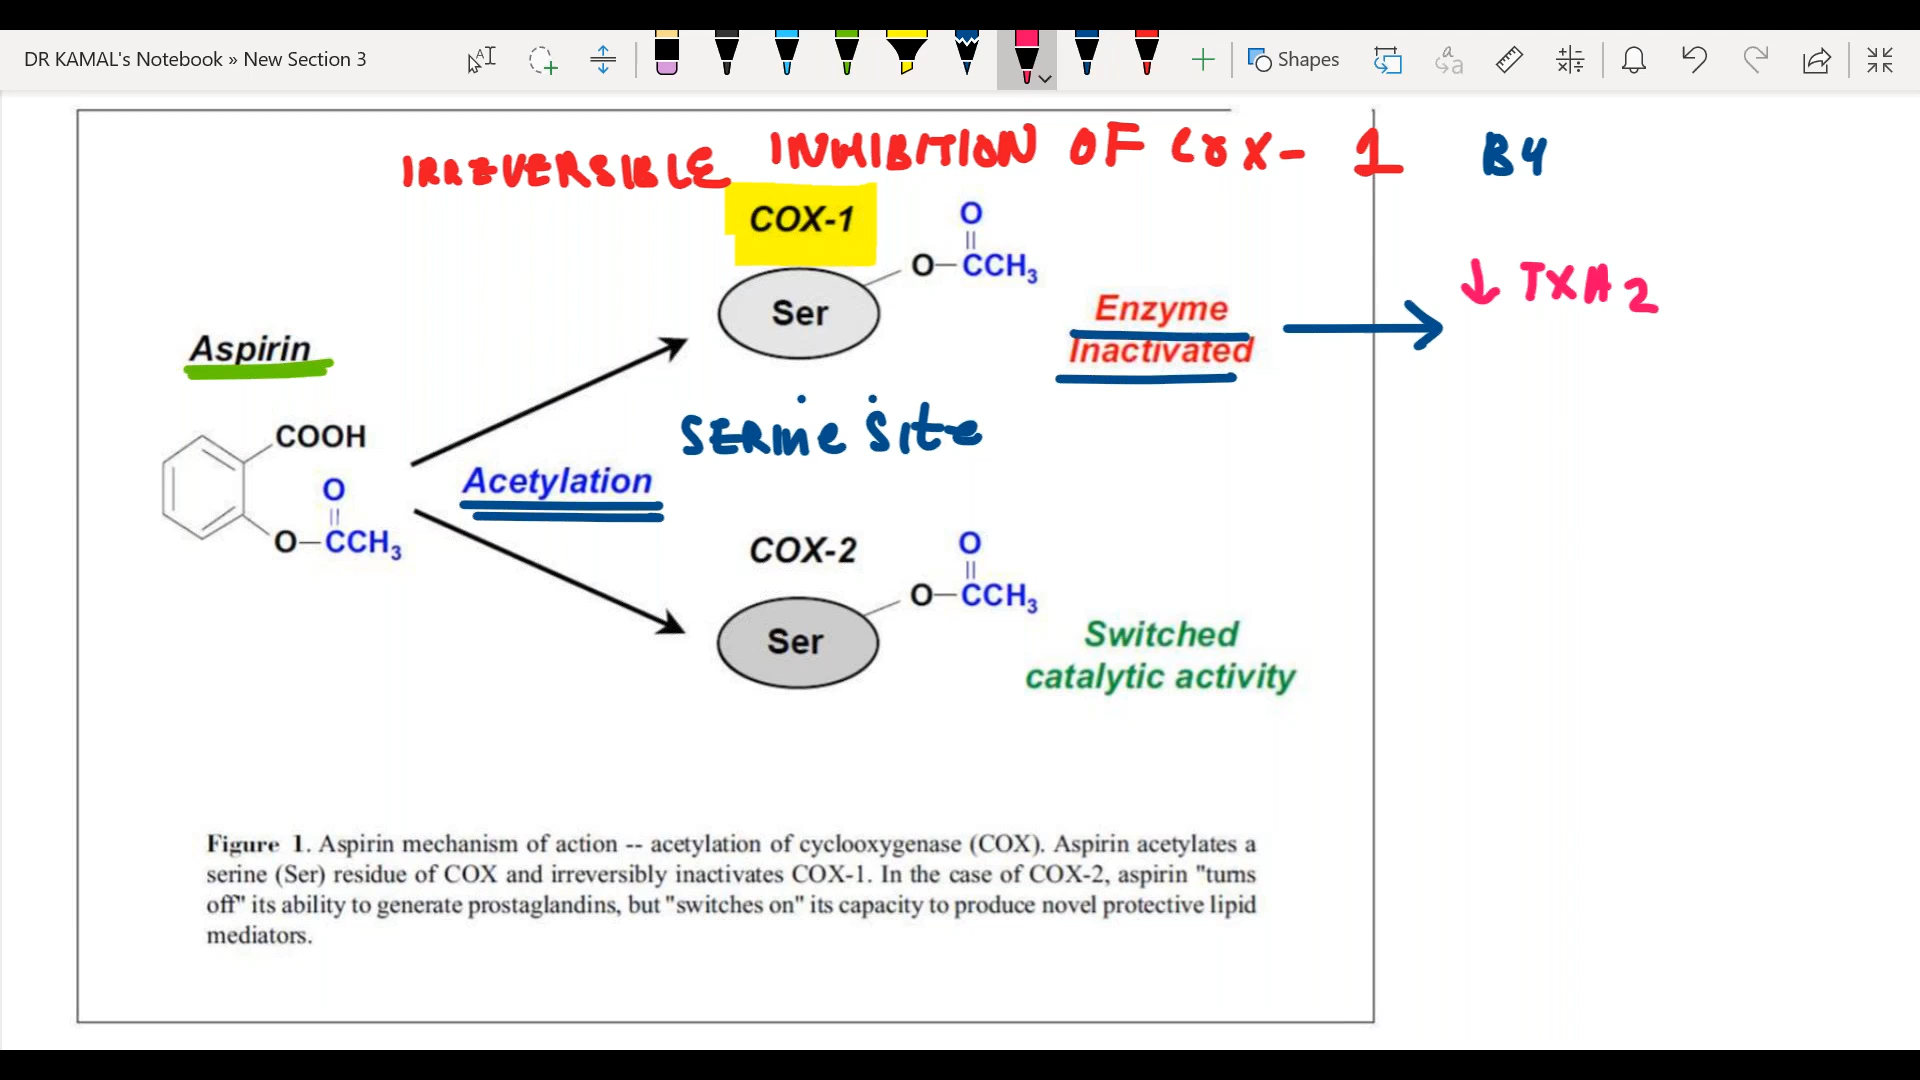 DR KAMAL's Notebook » New Section 3
Shapes
IRREVERSIBLE INHIBITION OF COX- 1 BY
COX-1
O
O–CCH3
Ser
↓ TXA2
Enzyme
Inactivated
Aspirin
SERINE SITE
COOH
Acetylation
O
O–CCH3
COX-2
O
O–CCH3
Ser
Switched
catalytic activity
Figure 1. Aspirin mechanism of action -- acetylation of cyclooxygenase (COX). Aspirin acetylates a
serine (Ser) residue of COX and irreversibly inactivates COX-1. In the case of COX-2, aspirin "turns
off" its ability to generate prostaglandins, but "switches on" its capacity to produce novel protective lipid
mediators.